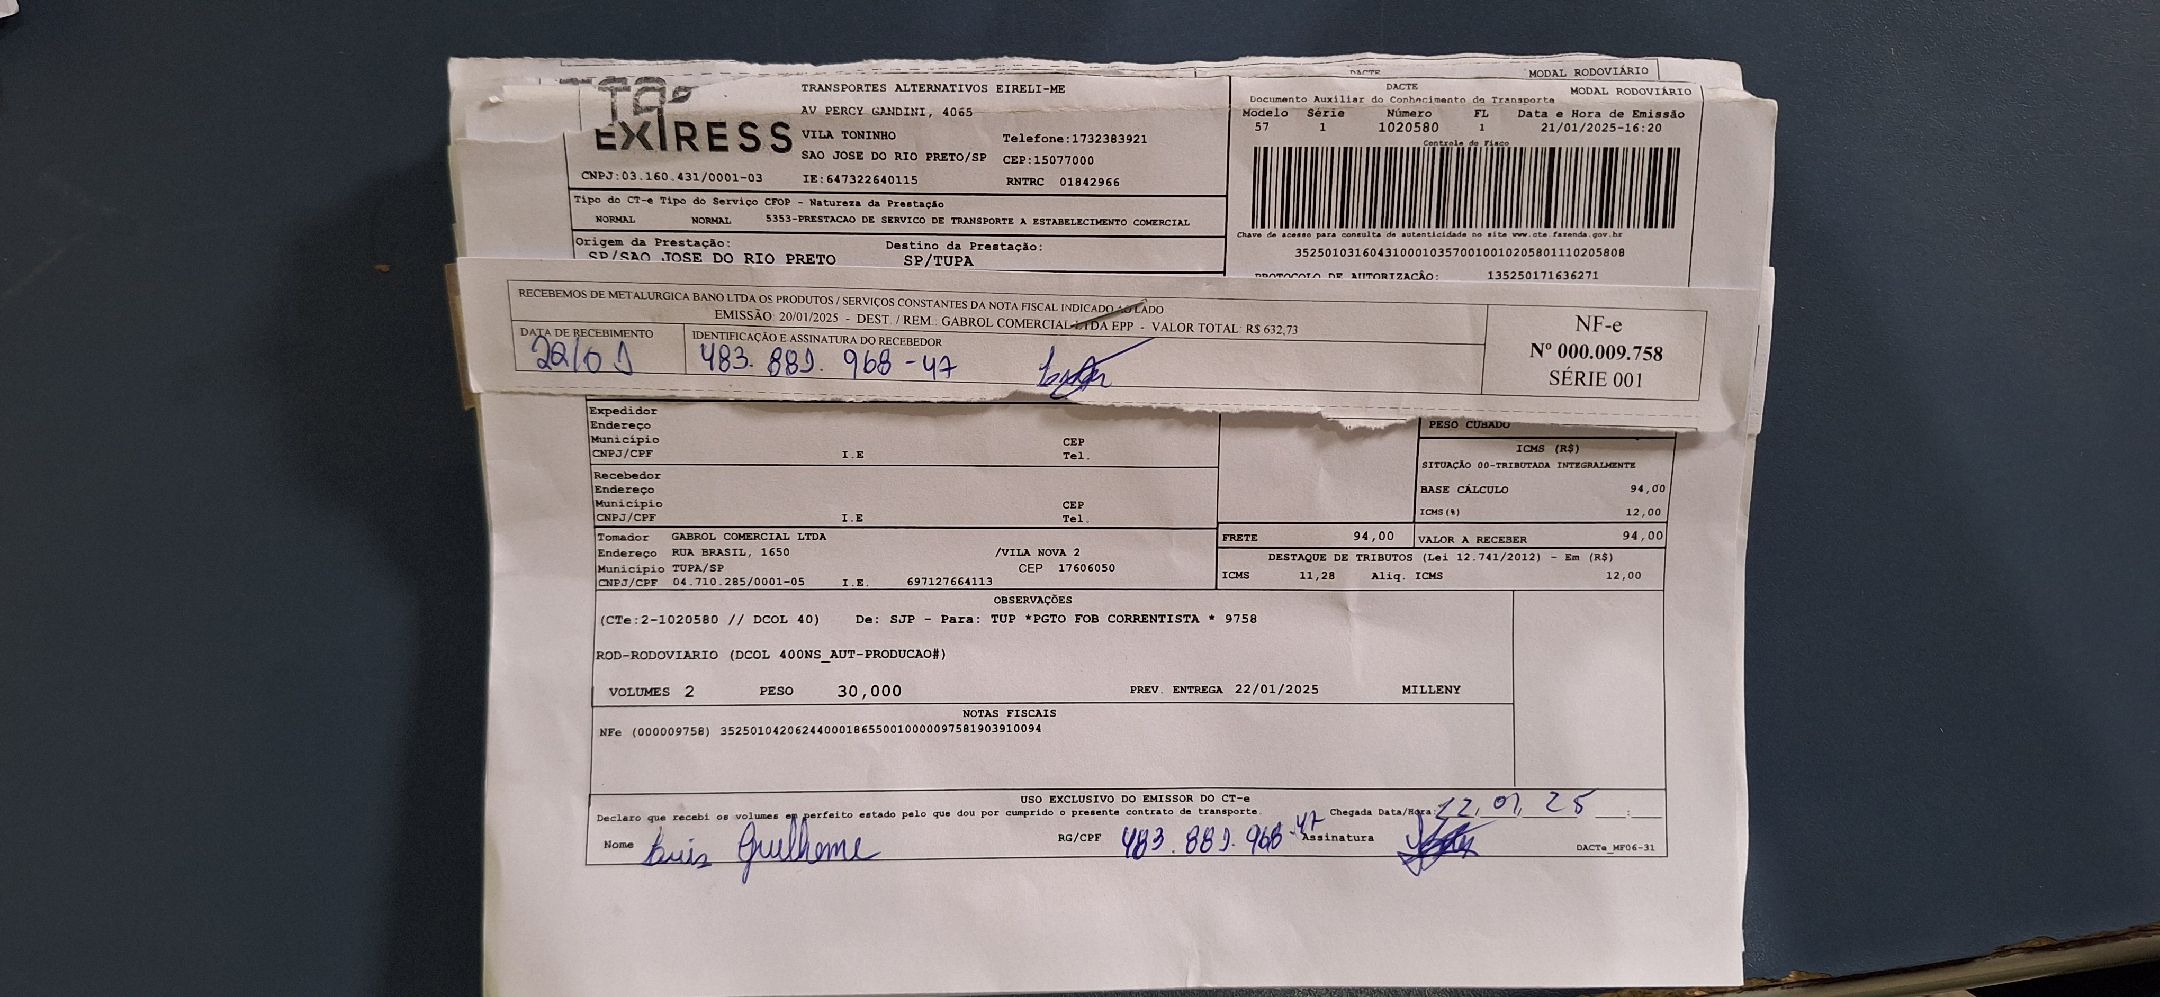 DACTE MODAL RODOVIÁRIO
EXPRESS
TRANSPORTES ALTERNATIVOS EIRELI-ME
AV PERCY GANDINI, 4065
VILA TONINHO Telefone:1732383921
SAO JOSE DO RIO PRETO/SP CEP:15077000
CNPJ:03.160.431/0001-03 IE:647322640115 RNTRC 01842966
DACTE MODAL RODOVIÁRIO
Documento Auxiliar do Conhecimento de Transporte
Modelo Série Número FL Data e Hora de Emissão
57 1 1020580 1 21/01/2025-16:20
Controle do Fisco
Tipo do CT-e Tipo do Serviço CFOP - Natureza da Prestação
NORMAL NORMAL 5353-PRESTACAO DE SERVICO DE TRANSPORTE A ESTABELECIMENTO COMERCIAL
Chave de acesso para consulta de autenticidade no site www.cte.fazenda.gov.br
35250103160431000103570010010205801110205808
Origem da Prestação: Destino da Prestação:
SP/SAO JOSE DO RIO PRETO SP/TUPA
PROTOCOLO DE AUTORIZAÇÃO: 135250171636271
RECEBEMOS DE METALURGICA BANO LTDA OS PRODUTOS / SERVIÇOS CONSTANTES DA NOTA FISCAL INDICADO AO LADO
EMISSÃO: 20/01/2025 - DEST. / REM.: GABROL COMERCIAL LTDA EPP - VALOR TOTAL: R$ 632,73
DATA DE RECEBIMENTO IDENTIFICAÇÃO E ASSINATURA DO RECEBEDOR
22/01 483.881.968-47
NF-e
Nº 000.009.758
SÉRIE 001
Expedidor
Endereço
Município CEP
CNPJ/CPF I.E Tel.
Recebedor
Endereço
Município CEP
CNPJ/CPF I.E Tel.
PESO CUBADO
ICMS (R$)
SITUAÇÃO 00-TRIBUTADA INTEGRALMENTE
BASE CÁLCULO 94,00
ICMS(%) 12,00
FRETE 94,00 VALOR A RECEBER 94,00
Tomador GABROL COMERCIAL LTDA
Endereço RUA BRASIL, 1650 /VILA NOVA 2
Município TUPA/SP CEP 17606050
CNPJ/CPF 04.710.285/0001-05 I.E. 697127664113
DESTAQUE DE TRIBUTOS (Lei 12.741/2012) - Em (R$)
ICMS 11,28 Aliq. ICMS 12,00
OBSERVAÇÕES
(CTe:2-1020580 // DCOL 40) De: SJP - Para: TUP *PGTO FOB CORRENTISTA * 9758
ROD-RODOVIARIO (DCOL 400NS_AUT-PRODUCAO#)
VOLUMES 2 PESO 30,000 PREV. ENTREGA 22/01/2025 MILLENY
NOTAS FISCAIS
NFe (000009758) 35250104206244000186550010000097581903910094
USO EXCLUSIVO DO EMISSOR DO CT-e
Declaro que recebi os volumes em perfeito estado pelo que dou por cumprido o presente contrato de transporte. Chegada Data/Hora: 22,01,25 :
Nome Luis Guilherme RG/CPF 483.881.968-47 Assinatura
DACTe_MF06-31